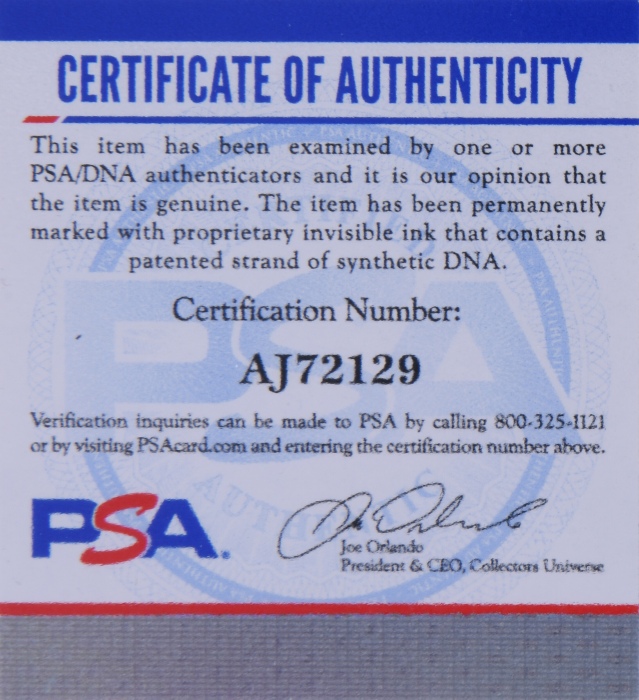 CERTIFICATE OF AUTHENTICITY
This item has been examined by one or more
PSA/DNA authenticators and it is our opinion that
the item is genuine. The item has been permanently
marked with proprietary invisible ink that contains a
patented strand of synthetic DNA.
Certification Number:
AJ72129
Verification inquiries can be made to PSA by calling 800-325-1121
or by visiting PSAcard.com and entering the certification number above.
PSA.
Joe Orlando
President & CEO, Collectors Universe